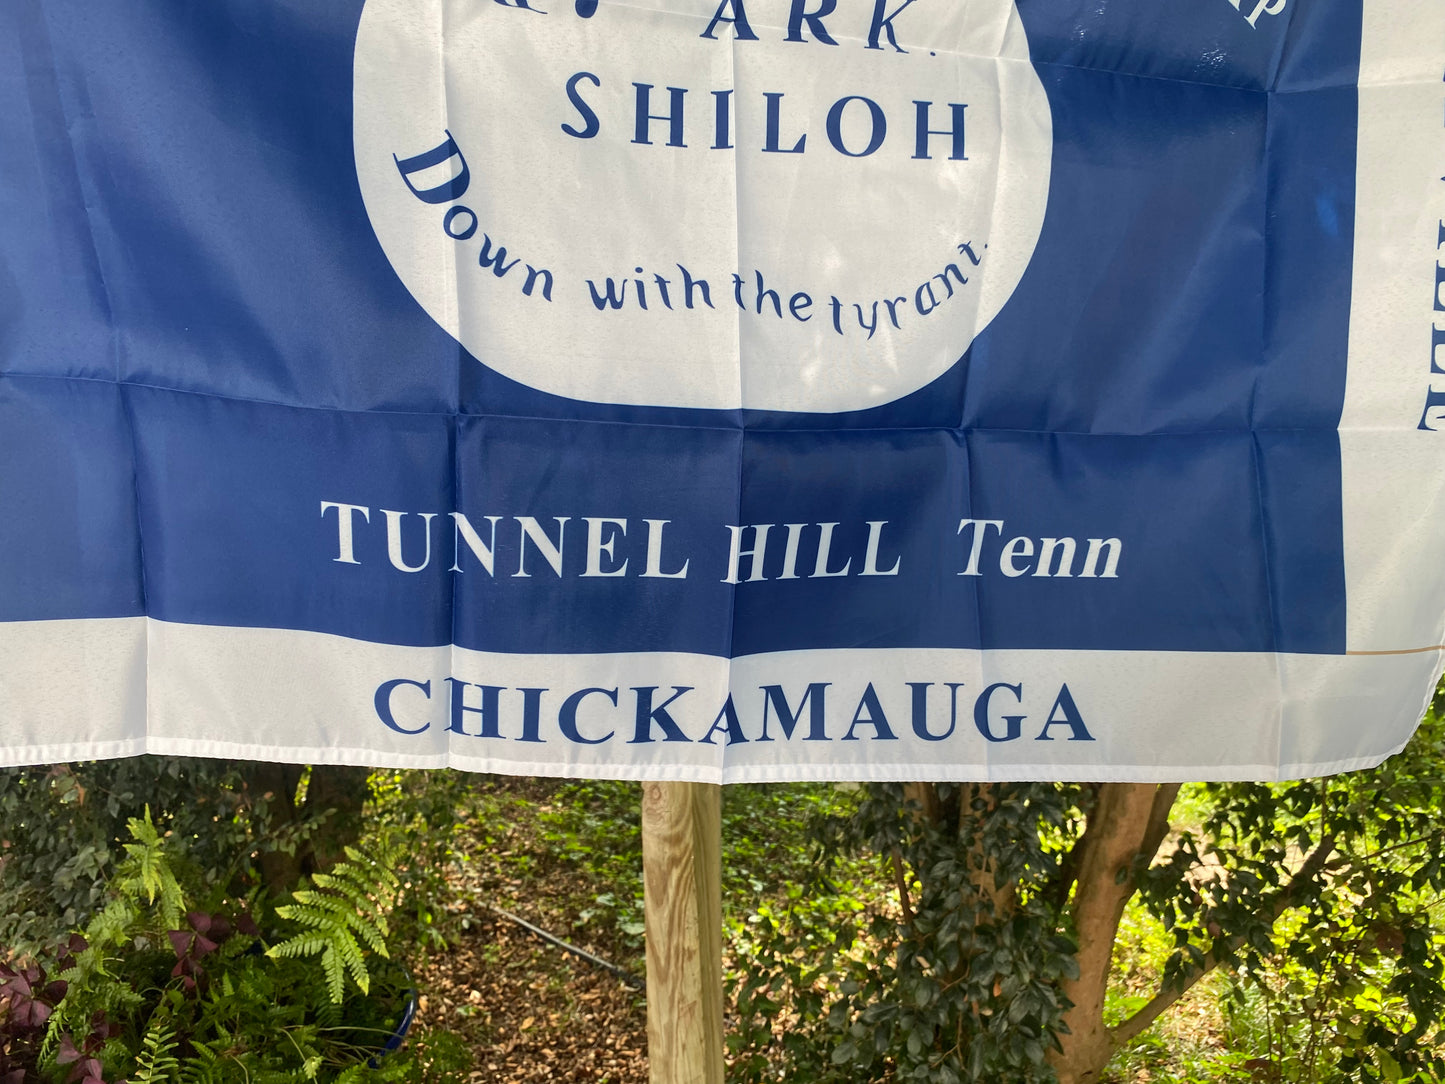 ARK.
SHILOH
Down with the tyrant.
TUNNEL HILL Tenn
CHICKAMAUGA